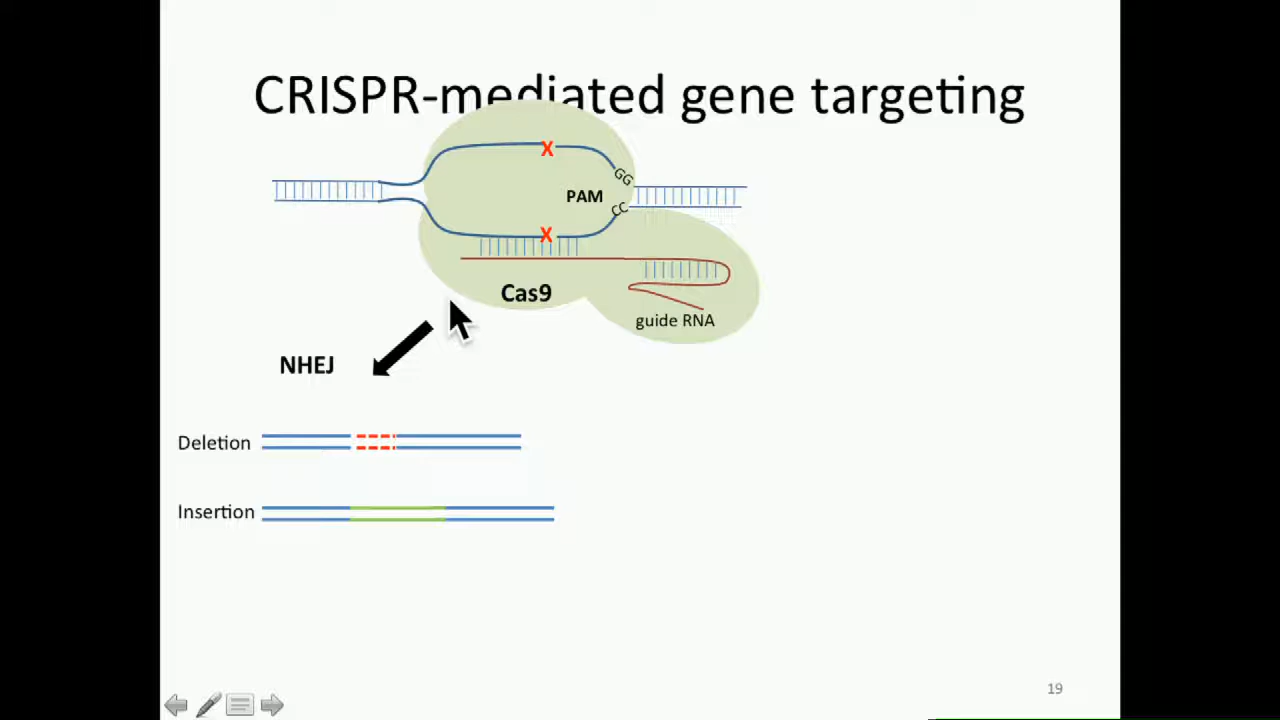 CRISPR-mediated gene targeting
X
GG
PAM
CC
X
Cas9
guide RNA
NHEJ
Deletion
Insertion
19